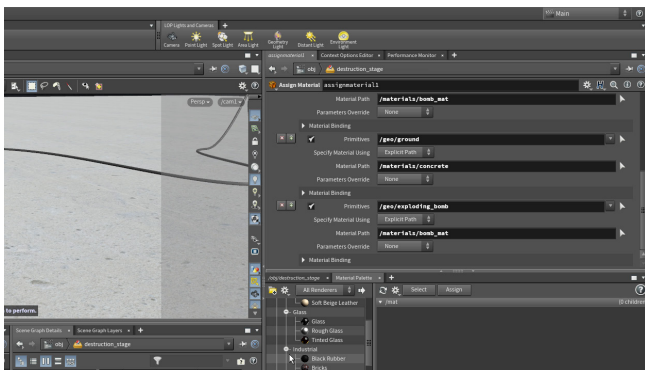 Main
LOP Lights and Cameras
Camera Point Light Spot Light Area Light Geometry Light Distant Light Environment Light
assignmaterial1 Context Options Editor Performance Monitor
obj destruction_stage
Assign Material assignmaterial1
Persp /cam1
Material Path /materials/bomb_mat
Parameters Override None
Material Binding
Primitives /geo/ground
Specify Material Using Explicit Path
Material Path /materials/concrete
Parameters Override None
Material Binding
Primitives /geo/exploding_bomb
Specify Material Using Explicit Path
Material Path /materials/bomb_mat
Parameters Override None
Material Binding
/obj/destruction_stage Material Palette
All Renderers Select Assign
/mat (0 children
Soft Beige Leather
Glass
Glass
Rough Glass
Tinted Glass
Industrial
Black Rubber
Bricks
to perform.
Scene Graph Details Scene Graph Layers
obj destruction_stage